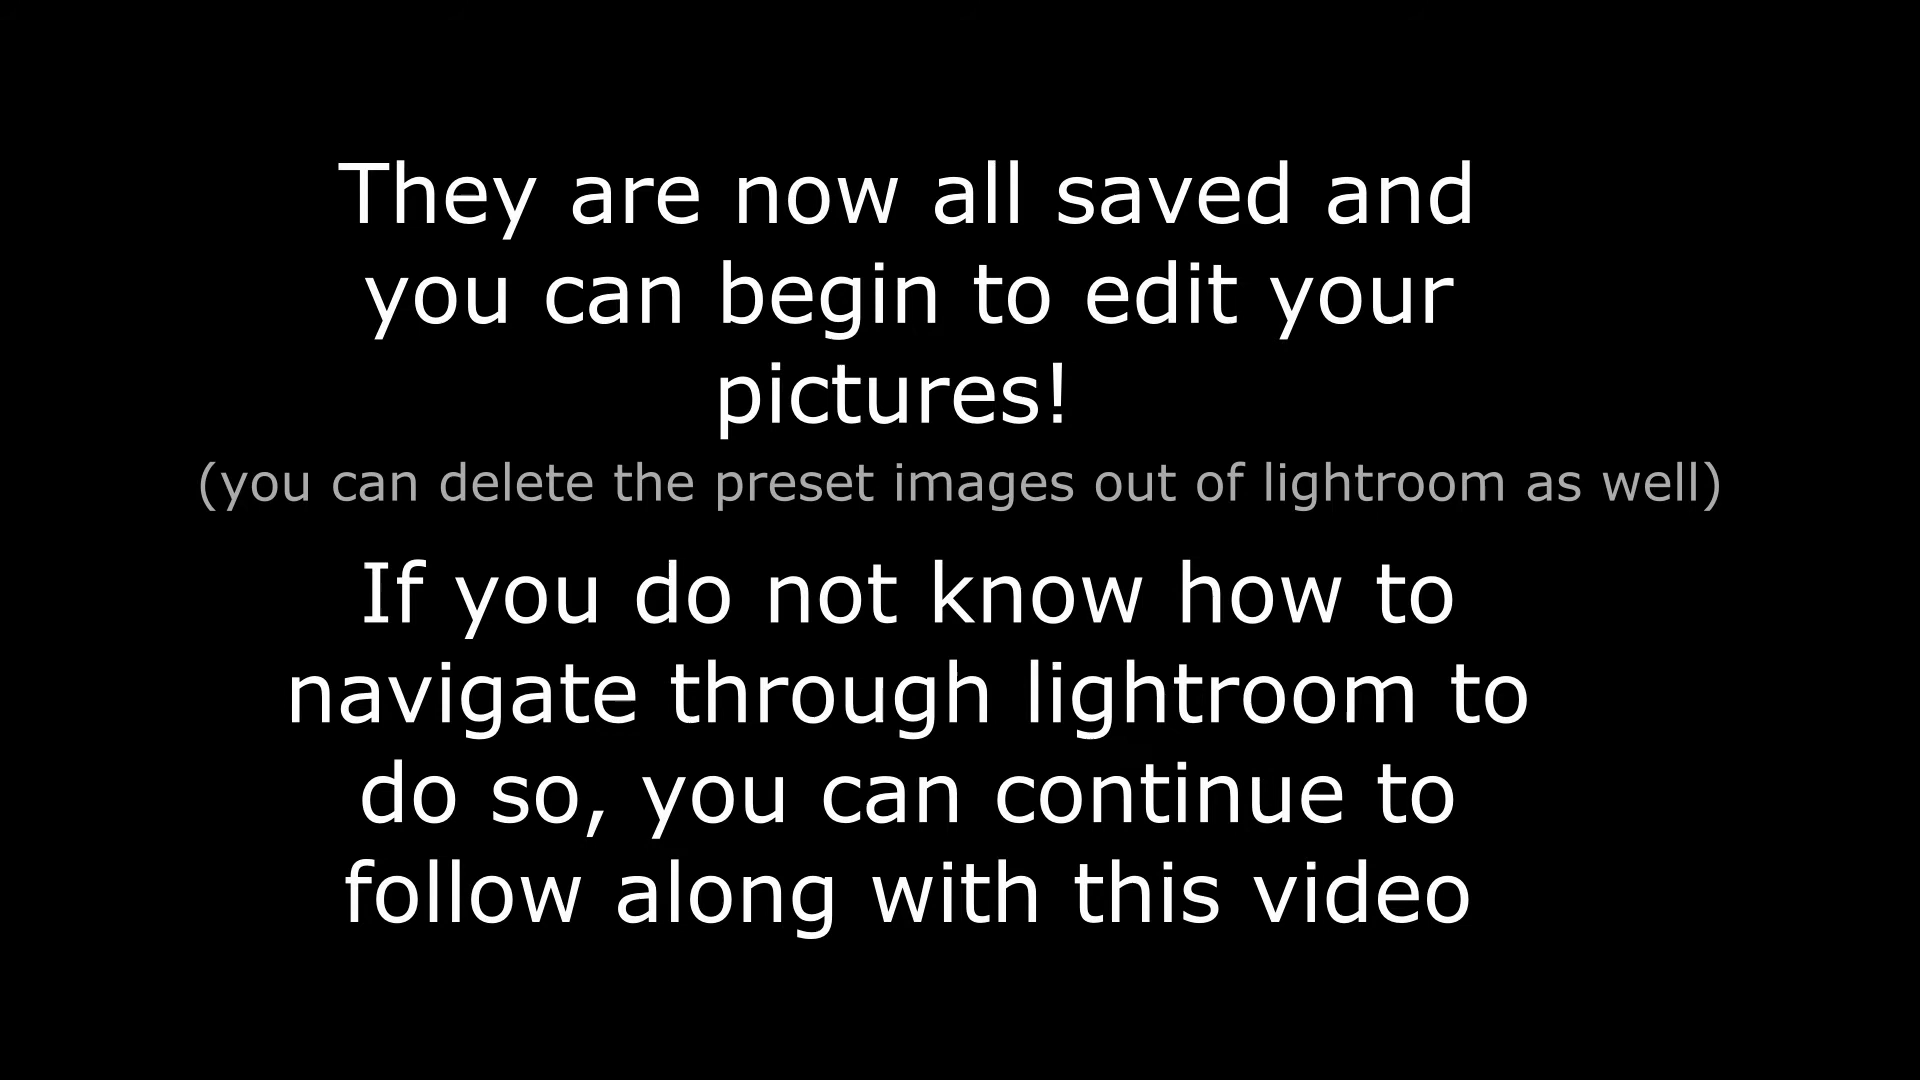 They are now all saved and
you can begin to edit your
pictures!
(you can delete the preset images out of lightroom as well)
If you do not know how to
navigate through lightroom to
do so, you can continue to
follow along with this video